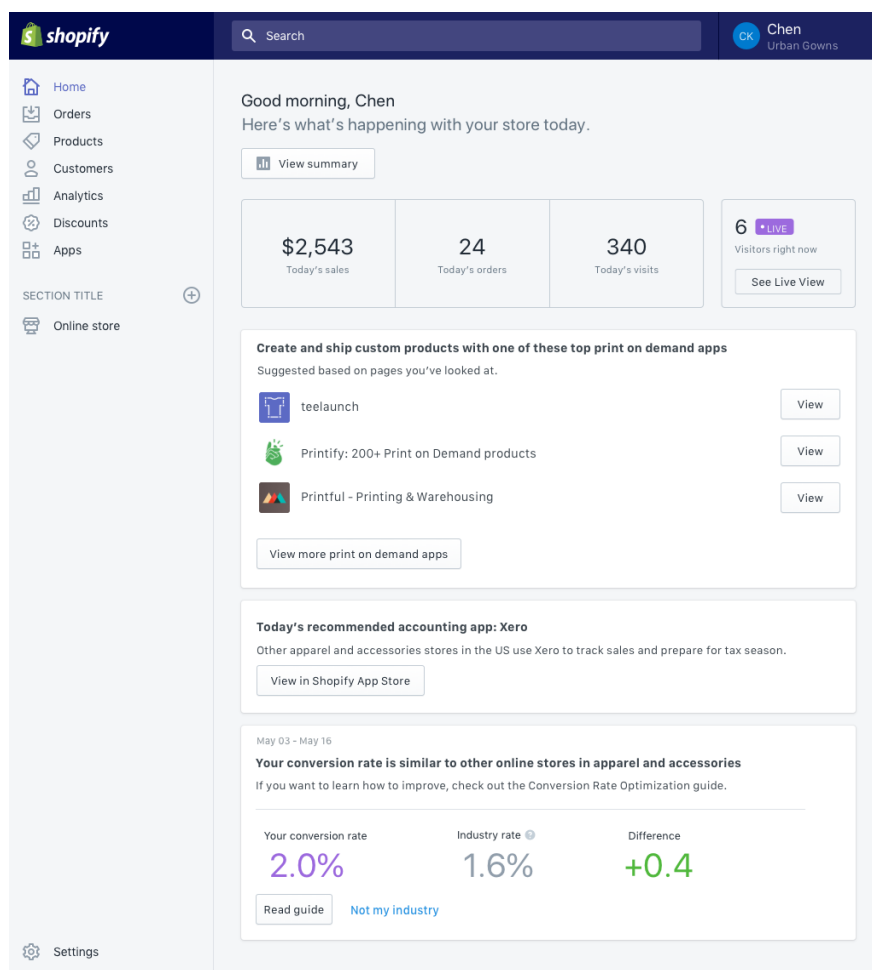 shopify
Search
CK
Chen
Urban Gowns
Home
Orders
Products
Customers
Analytics
Discounts
Apps
SECTION TITLE
Online store
Settings
Good morning, Chen
Here's what's happening with your store today.
View summary
$2,543
Today's sales
24
Today's orders
340
Today's visits
6 • LIVE
Visitors right now
See Live View
Create and ship custom products with one of these top print on demand apps
Suggested based on pages you've looked at.
teelaunch
View
Printify: 200+ Print on Demand products
View
Printful - Printing & Warehousing
View
View more print on demand apps
Today's recommended accounting app: Xero
Other apparel and accessories stores in the US use Xero to track sales and prepare for tax season.
View in Shopify App Store
May 03 - May 16
Your conversion rate is similar to other online stores in apparel and accessories
If you want to learn how to improve, check out the Conversion Rate Optimization guide.
Your conversion rate
2.0%
Industry rate ?
1.6%
Difference
+0.4
Read guide
Not my industry